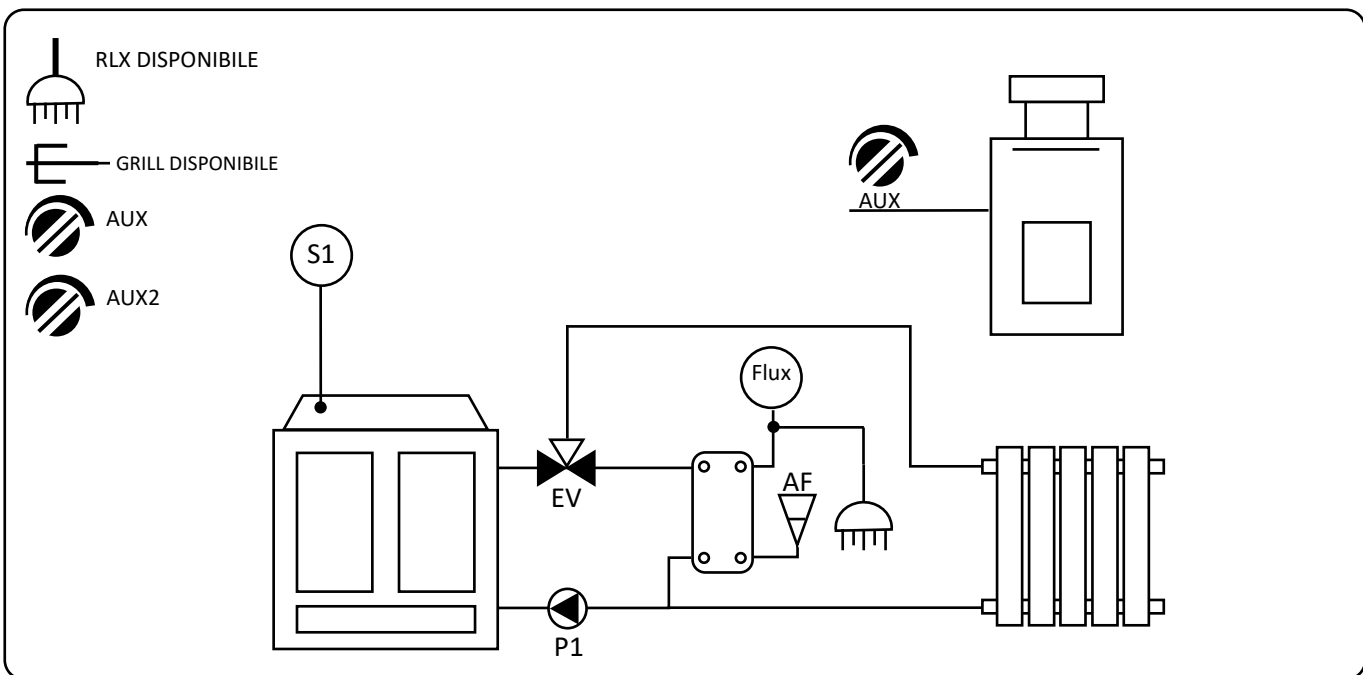 RLX DISPONIBILE
GRILL DISPONIBILE
AUX
AUX2
S1
AUX
Flux
EV
AF
P1